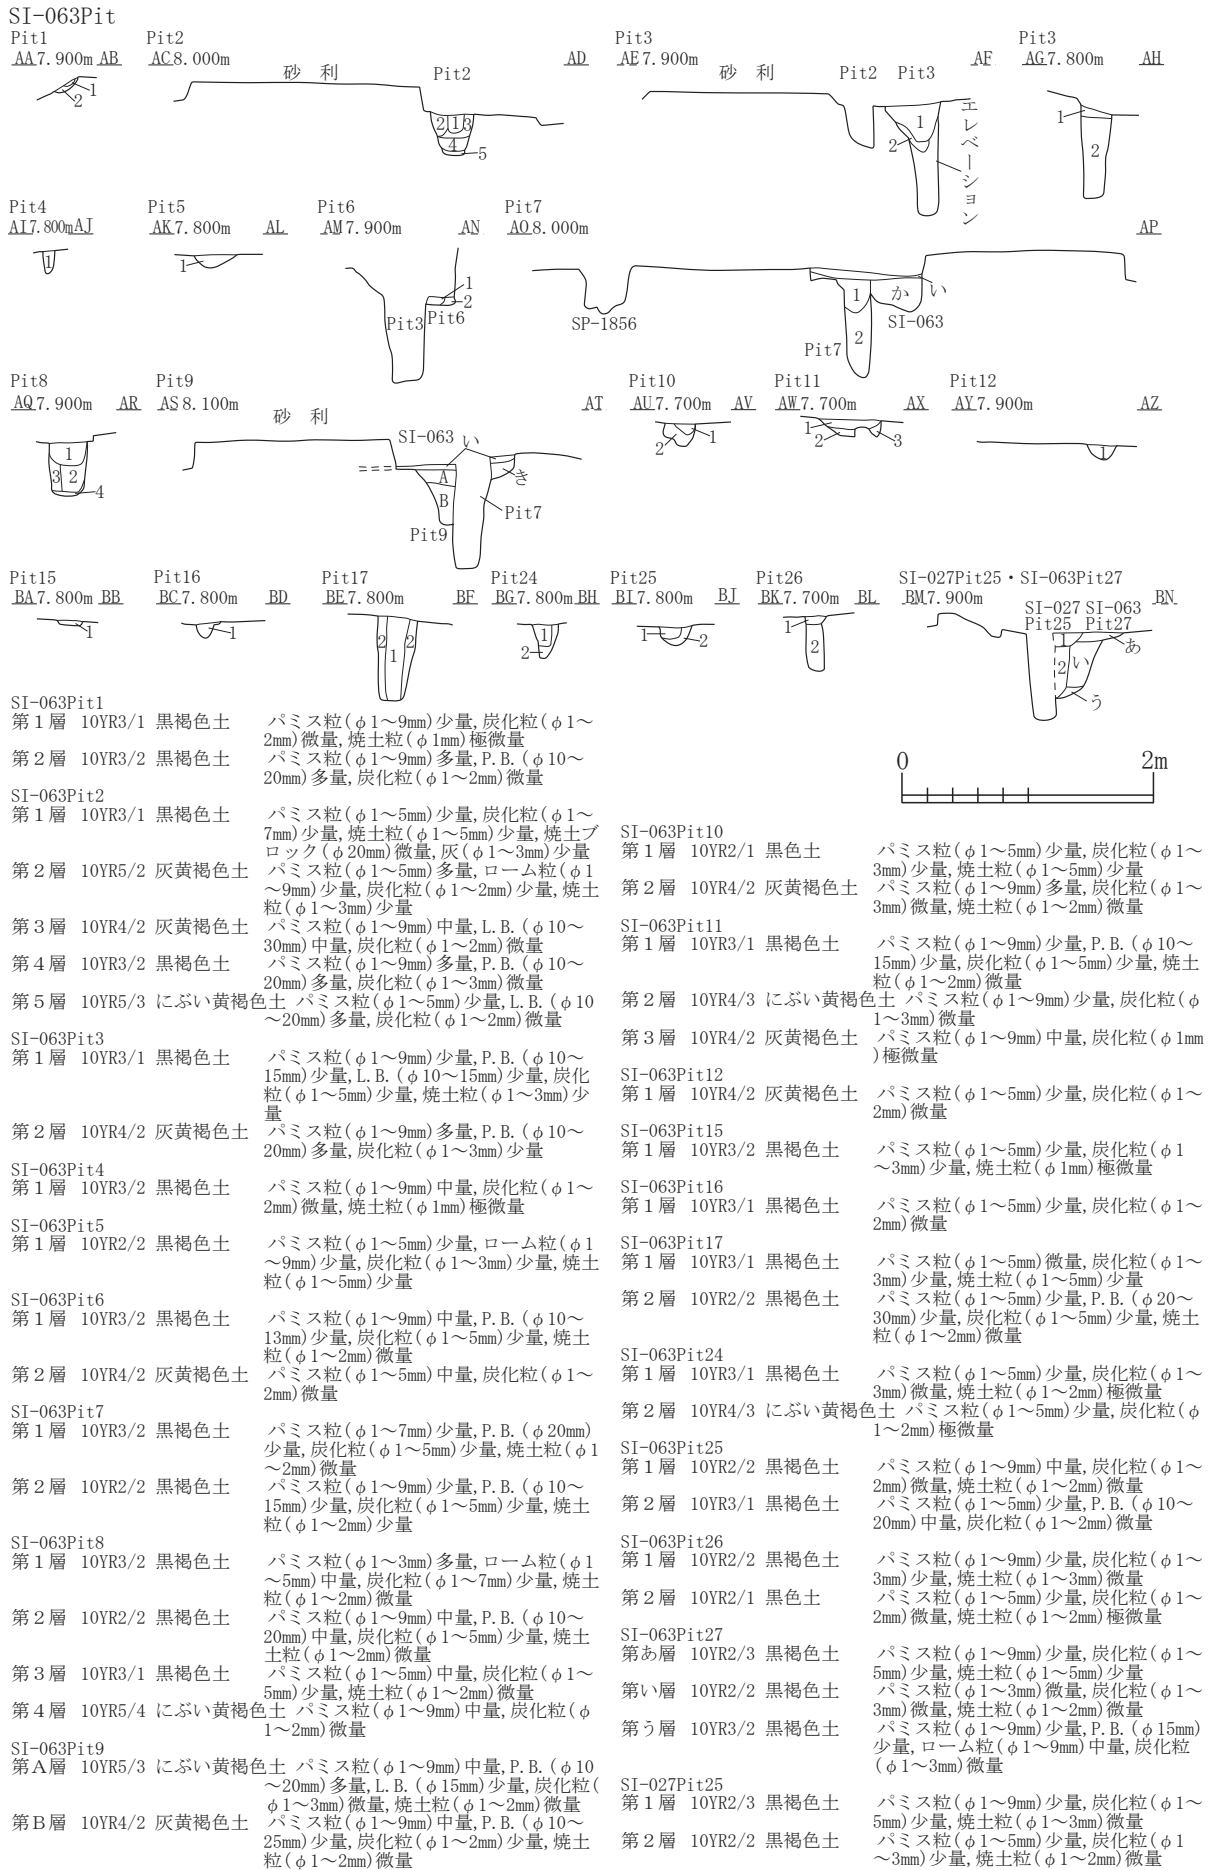 SI-063Pit
Pit1 Pit2 Pit3 Pit3
AA7.900m AB AC8.000m AD AE7.900m AF AG7.800m AH
砂 利 Pit2 砂 利 Pit2 Pit3
1 2 2 1 3 4 5 1 2 エレベーション 1 2
Pit4 Pit5 Pit6 Pit7
AI7.800mAJ AK7.800m AL AM7.900m AN AO8.000m AP
1 1 1 2 1 か い
Pit3 Pit6 SP-1856 SI-063
Pit7 2
Pit8 Pit9 Pit10 Pit11 Pit12
AQ7.900m AR AS8.100m AT AU7.700m AV AW7.700m AX AY7.900m AZ
砂 利
SI-063 い 2 1 1 2 3 1
1 3 2 4 A B き
Pit9 Pit7
Pit15 Pit16 Pit17 Pit24 Pit25 Pit26 SI-027Pit25・SI-063Pit27
BA7.800m BB BC7.800m BD BE7.800m BF BG7.800m BH BI7.800m BJ BK7.700m BL BM7.900m BN
SI-027 SI-063
Pit25 Pit27
1 1 2 1 2 1 2 1 2 1 2 1 2 あ い う
0 2m
SI-063Pit1
第1層 10YR3/1 黒褐色土 パミス粒(φ1～9mm)少量,炭化粒(φ1～
2mm)微量,焼土粒(φ1mm)極微量
第2層 10YR3/2 黒褐色土 パミス粒(φ1～9mm)多量,P.B.(φ10～
20mm)多量,炭化粒(φ1～2mm)微量
SI-063Pit2
第1層 10YR3/1 黒褐色土 パミス粒(φ1～5mm)少量,炭化粒(φ1～
7mm)少量,焼土粒(φ1～5mm)少量,焼土ブ
ロック(φ20mm)微量,灰(φ1～3mm)少量
第2層 10YR5/2 灰黄褐色土 パミス粒(φ1～5mm)多量,ローム粒(φ1
～9mm)少量,炭化粒(φ1～2mm)少量,焼土
粒(φ1～3mm)少量
第3層 10YR4/2 灰黄褐色土 パミス粒(φ1～9mm)中量,L.B.(φ10～
30mm)中量,炭化粒(φ1～2mm)微量
第4層 10YR3/2 黒褐色土 パミス粒(φ1～9mm)多量,P.B.(φ10～
20mm)多量,炭化粒(φ1～3mm)微量
第5層 10YR5/3 にぶい黄褐色土 パミス粒(φ1～5mm)少量,L.B.(φ10
～20mm)多量,炭化粒(φ1～2mm)微量
SI-063Pit3
第1層 10YR3/1 黒褐色土 パミス粒(φ1～9mm)少量,P.B.(φ10～
15mm)少量,L.B.(φ10～15mm)少量,炭化
粒(φ1～5mm)少量,焼土粒(φ1～3mm)少
量
第2層 10YR4/2 灰黄褐色土 パミス粒(φ1～9mm)多量,P.B.(φ10～
20mm)多量,炭化粒(φ1～3mm)少量
SI-063Pit4
第1層 10YR3/2 黒褐色土 パミス粒(φ1～9mm)中量,炭化粒(φ1～
2mm)微量,焼土粒(φ1mm)極微量
SI-063Pit5
第1層 10YR2/2 黒褐色土 パミス粒(φ1～5mm)少量,ローム粒(φ1
～9mm)少量,炭化粒(φ1～3mm)少量,焼土
粒(φ1～5mm)少量
SI-063Pit6
第1層 10YR3/2 黒褐色土 パミス粒(φ1～9mm)中量,P.B.(φ10～
13mm)少量,炭化粒(φ1～5mm)少量,焼土
粒(φ1～2mm)微量
第2層 10YR4/2 灰黄褐色土 パミス粒(φ1～5mm)中量,炭化粒(φ1～
2mm)微量
SI-063Pit7
第1層 10YR3/2 黒褐色土 パミス粒(φ1～7mm)少量,P.B.(φ20mm)
少量,炭化粒(φ1～5mm)少量,焼土粒(φ1
～2mm)微量
第2層 10YR2/2 黒褐色土 パミス粒(φ1～9mm)少量,P.B.(φ10～
15mm)少量,炭化粒(φ1～5mm)少量,焼土
粒(φ1～2mm)少量
SI-063Pit8
第1層 10YR3/2 黒褐色土 パミス粒(φ1～3mm)多量,ローム粒(φ1
～5mm)中量,炭化粒(φ1～7mm)少量,焼土
粒(φ1～2mm)微量
第2層 10YR2/2 黒褐色土 パミス粒(φ1～9mm)中量,P.B.(φ10～
20mm)中量,炭化粒(φ1～5mm)少量,焼土
土粒(φ1～2mm)微量
第3層 10YR3/1 黒褐色土 パミス粒(φ1～5mm)中量,炭化粒(φ1～
5mm)少量,焼土粒(φ1～2mm)微量
第4層 10YR5/4 にぶい黄褐色土 パミス粒(φ1～9mm)中量,炭化粒(φ
1～2mm)微量
SI-063Pit9
第A層 10YR5/3 にぶい黄褐色土 パミス粒(φ1～9mm)中量,P.B.(φ10
～20mm)多量,L.B.(φ15mm)少量,炭化粒(
φ1～3mm)微量,焼土粒(φ1～2mm)微量
第B層 10YR4/2 灰黄褐色土 パミス粒(φ1～9mm)中量,P.B.(φ10～
25mm)少量,炭化粒(φ1～2mm)少量,焼土
粒(φ1～2mm)微量
SI-063Pit10
第1層 10YR2/1 黒色土 パミス粒(φ1～5mm)少量,炭化粒(φ1～
3mm)少量,焼土粒(φ1～5mm)少量
第2層 10YR4/2 灰黄褐色土 パミス粒(φ1～9mm)多量,炭化粒(φ1～
3mm)微量,焼土粒(φ1～2mm)微量
SI-063Pit11
第1層 10YR3/1 黒褐色土 パミス粒(φ1～9mm)少量,P.B.(φ10～
15mm)少量,炭化粒(φ1～5mm)少量,焼土
粒(φ1～2mm)微量
第2層 10YR4/3 にぶい黄褐色土 パミス粒(φ1～9mm)少量,炭化粒(φ
1～3mm)微量
第3層 10YR4/2 灰黄褐色土 パミス粒(φ1～9mm)中量,炭化粒(φ1mm
)極微量
SI-063Pit12
第1層 10YR4/2 灰黄褐色土 パミス粒(φ1～5mm)少量,炭化粒(φ1～
2mm)微量
SI-063Pit15
第1層 10YR3/2 黒褐色土 パミス粒(φ1～5mm)少量,炭化粒(φ1
～3mm)少量,焼土粒(φ1mm)極微量
SI-063Pit16
第1層 10YR3/1 黒褐色土 パミス粒(φ1～5mm)少量,炭化粒(φ1～
2mm)微量
SI-063Pit17
第1層 10YR3/1 黒褐色土 パミス粒(φ1～5mm)微量,炭化粒(φ1～
3mm)少量,焼土粒(φ1～5mm)少量
第2層 10YR2/2 黒褐色土 パミス粒(φ1～5mm)少量,P.B.(φ20～
30mm)少量,炭化粒(φ1～5mm)少量,焼土
粒(φ1～2mm)微量
SI-063Pit24
第1層 10YR3/1 黒褐色土 パミス粒(φ1～5mm)少量,炭化粒(φ1～
3mm)微量,焼土粒(φ1～2mm)極微量
第2層 10YR4/3 にぶい黄褐色土 パミス粒(φ1～5mm)少量,炭化粒(φ
1～2mm)極微量
SI-063Pit25
第1層 10YR2/2 黒褐色土 パミス粒(φ1～9mm)中量,炭化粒(φ1～
2mm)微量,焼土粒(φ1～2mm)微量
第2層 10YR3/1 黒褐色土 パミス粒(φ1～5mm)少量,P.B.(φ10～
20mm)中量,炭化粒(φ1～2mm)微量
SI-063Pit26
第1層 10YR2/2 黒褐色土 パミス粒(φ1～9mm)少量,炭化粒(φ1～
3mm)少量,焼土粒(φ1～3mm)微量
第2層 10YR2/1 黒色土 パミス粒(φ1～5mm)少量,炭化粒(φ1～
2mm)微量,焼土粒(φ1～2mm)極微量
SI-063Pit27
第あ層 10YR2/3 黒褐色土 パミス粒(φ1～9mm)少量,炭化粒(φ1～
5mm)少量,焼土粒(φ1～5mm)少量
第い層 10YR2/2 黒褐色土 パミス粒(φ1～3mm)微量,炭化粒(φ1～
3mm)微量,焼土粒(φ1～2mm)微量
第う層 10YR3/2 黒褐色土 パミス粒(φ1～9mm)少量,P.B.(φ15mm)
少量,ローム粒(φ1～9mm)中量,炭化粒
(φ1～3mm)微量
SI-027Pit25
第1層 10YR2/3 黒褐色土 パミス粒(φ1～9mm)少量,炭化粒(φ1～
5mm)少量,焼土粒(φ1～3mm)微量
第2層 10YR2/2 黒褐色土 パミス粒(φ1～5mm)少量,炭化粒(φ1
～3mm)少量,焼土粒(φ1～2mm)微量